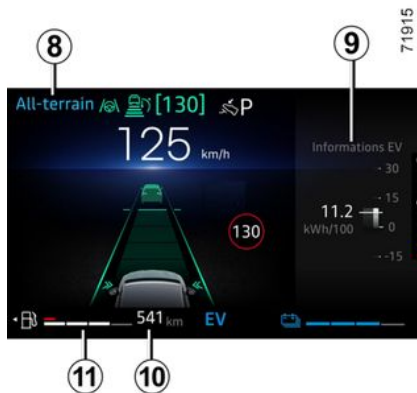 71915
8
9
All-terrain [130] P
125 km/h
Informations EV
30
15
11.2
0
kWh/100
-15
130
541 km EV
11
10